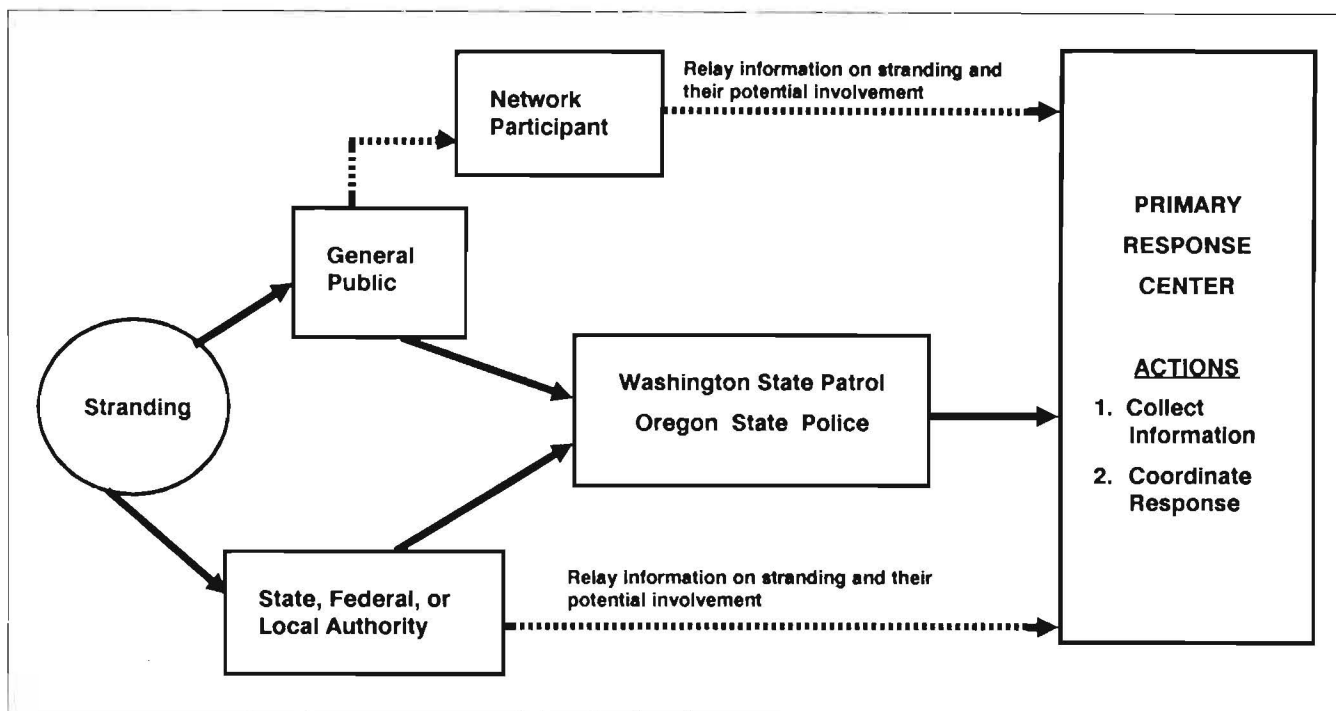 Relay information on stranding and
their potential involvement
Network
Participant
General
Public
Stranding
Washington State Patrol
Oregon State Police
State, Federal, or
Local Authority
Relay information on stranding and their
potential involvement
PRIMARY
RESPONSE
CENTER
ACTIONS
1. Collect
Information
2. Coordinate
Response